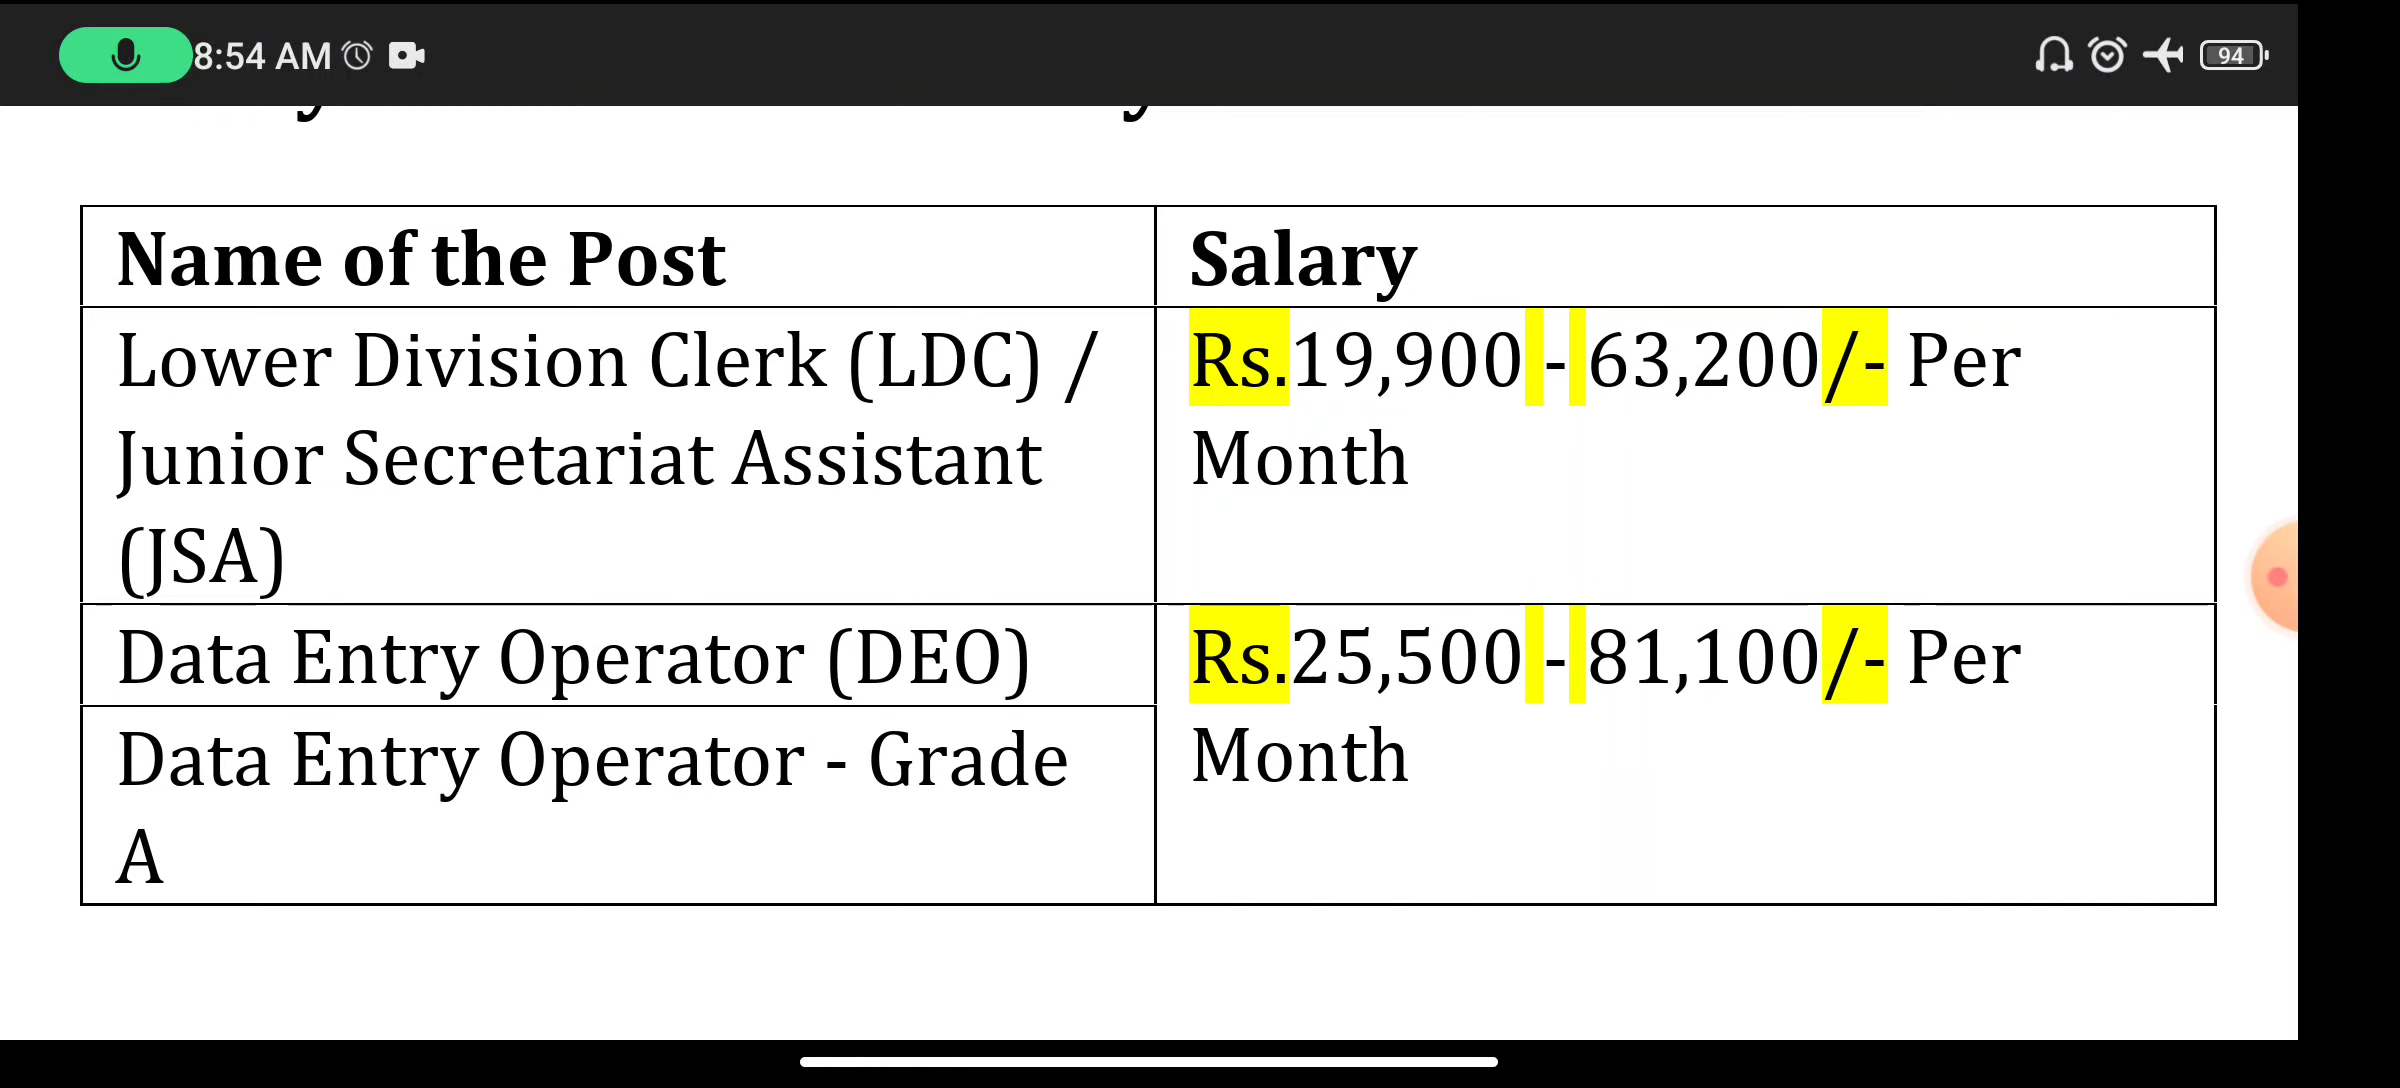 8:54 AM
94
Name of the Post
Salary
Lower Division Clerk (LDC) /
Junior Secretariat Assistant
(JSA)
Rs.19,900 - 63,200/- Per
Month
Data Entry Operator (DEO)
Rs.25,500 - 81,100/- Per
Month
Data Entry Operator - Grade
A